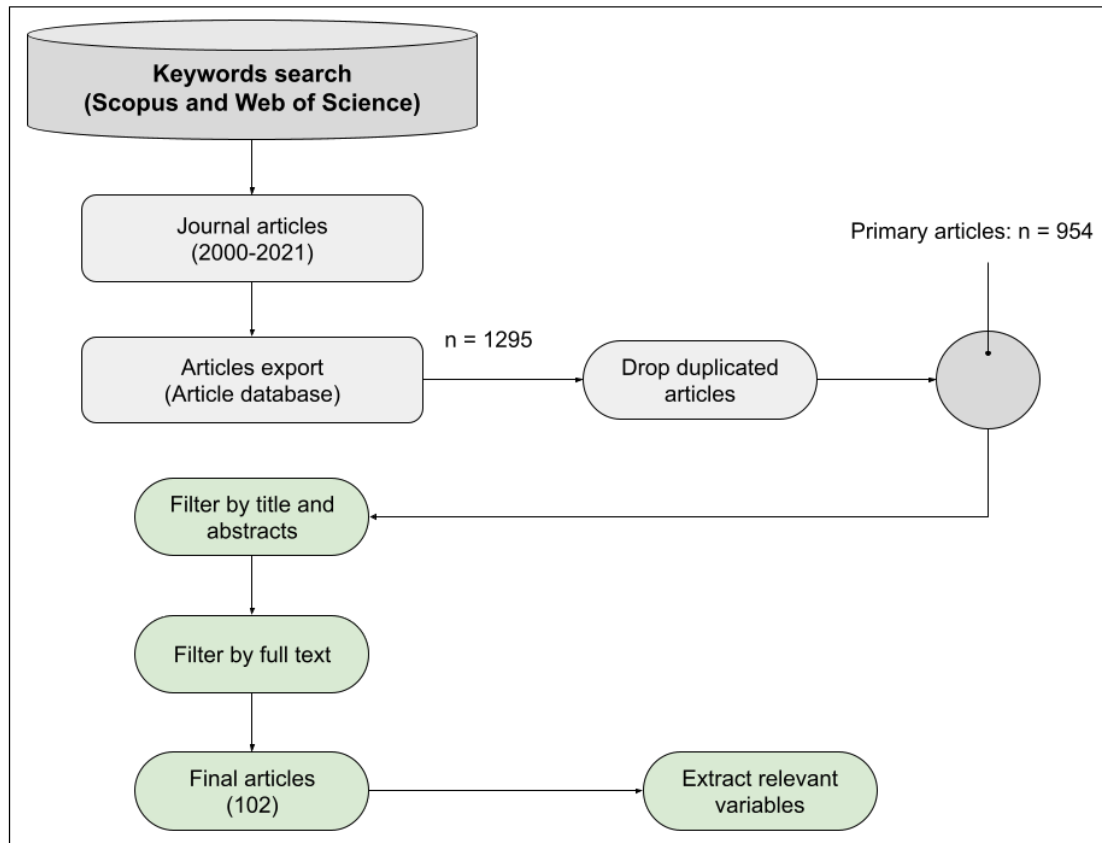 Keywords search
(Scopus and Web of Science)
Journal articles
(2000-2021)
Primary articles: n = 954
Articles export
(Article database)
n = 1295
Drop duplicated
articles
Filter by title and
abstracts
Filter by full text
Final articles
(102)
Extract relevant
variables